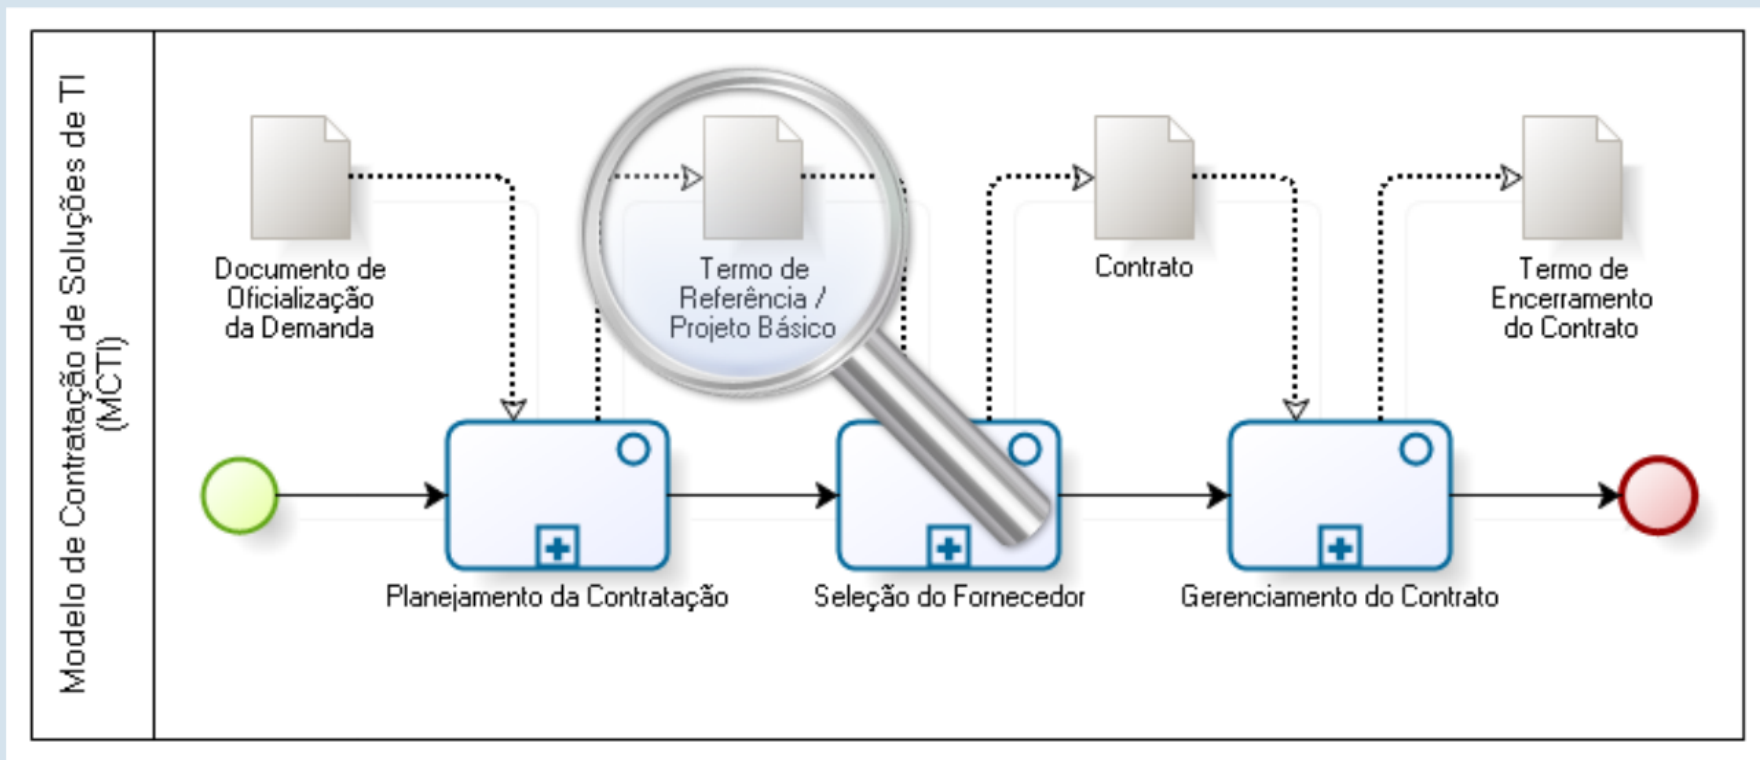 Modelo de Contratação de Soluções de TI
(MCTI)
Documento de
Oficialização
da Demanda
Termo de
Referência /
Projeto Básico
Contrato
Termo de
Encerramento
do Contrato
Planejamento da Contratação
Seleção do Fornecedor
Gerenciamento do Contrato